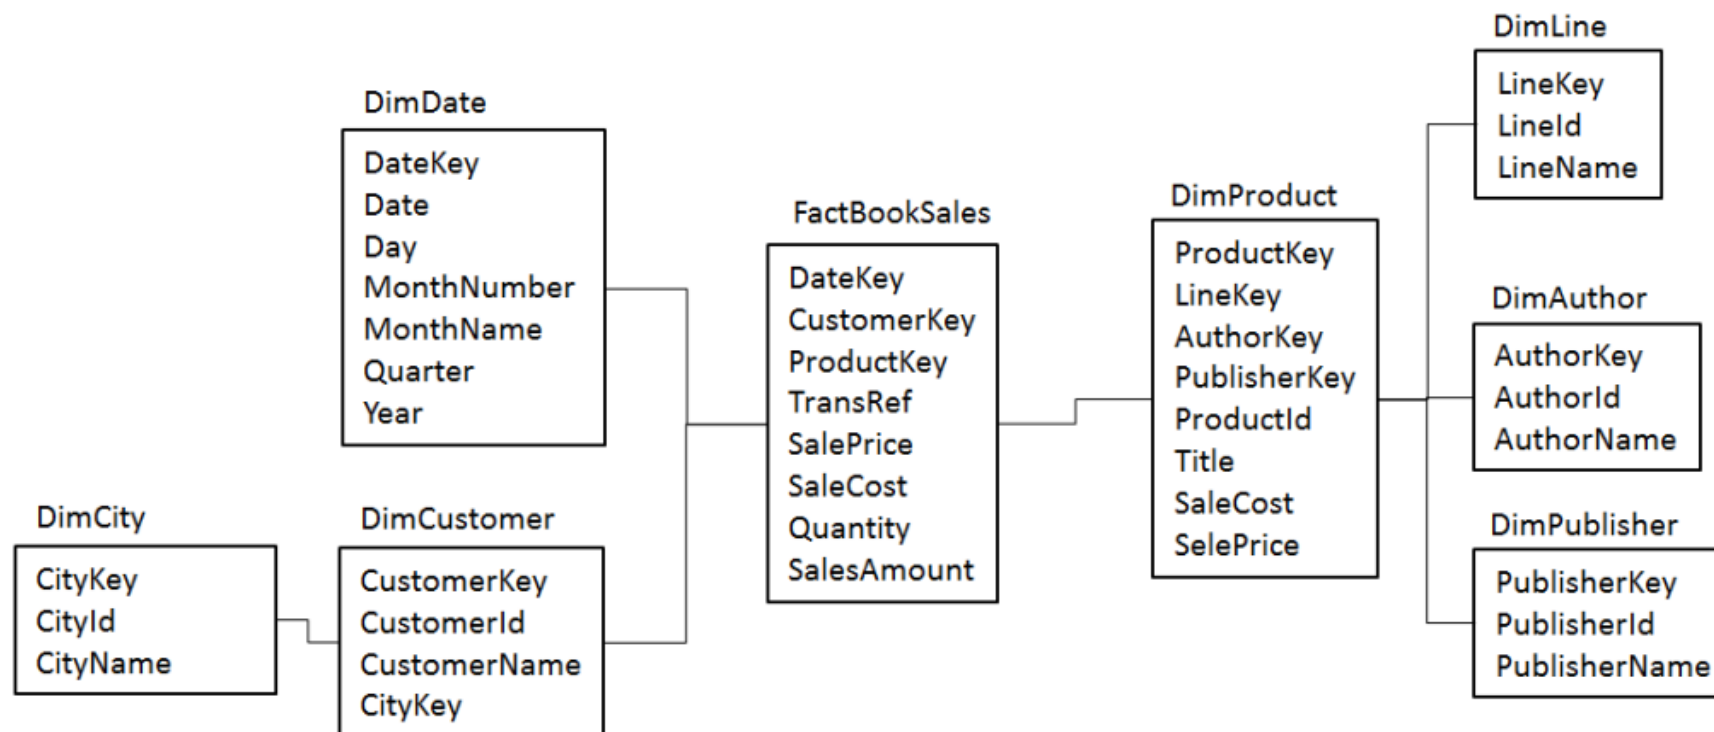 DimDate
DateKey
Date
Day
MonthNumber
MonthName
Quarter
Year
DimCity
CityKey
CityId
CityName
DimCustomer
CustomerKey
CustomerId
CustomerName
CityKey
FactBookSales
DateKey
CustomerKey
ProductKey
TransRef
SalePrice
SaleCost
Quantity
SalesAmount
DimProduct
ProductKey
LineKey
AuthorKey
PublisherKey
ProductId
Title
SaleCost
SelePrice
DimLine
LineKey
LineId
LineName
DimAuthor
AuthorKey
AuthorId
AuthorName
DimPublisher
PublisherKey
PublisherId
PublisherName